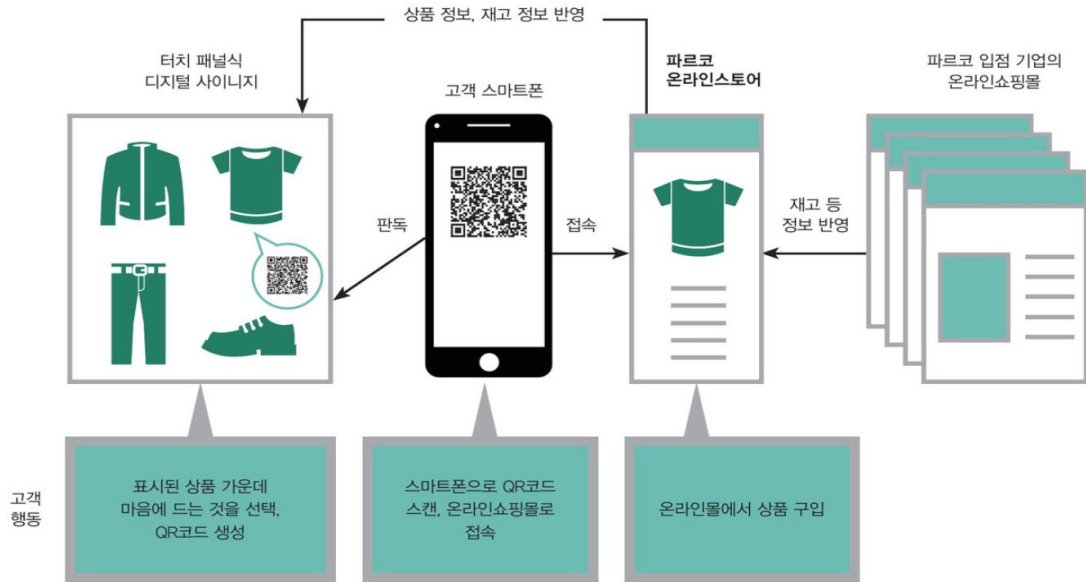 상품 정보, 재고 정보 반영
터치 패널식
디지털 사이니지
고객 스마트폰
파르코
온라인스토어
파르코 입점 기업의
온라인쇼핑몰
판독
접속
재고 등
정보 반영
고객
행동
표시된 상품 가운데
마음에 드는 것을 선택,
QR코드 생성
스마트폰으로 QR코드
스캔, 온라인쇼핑몰로
접속
온라인몰에서 상품 구입